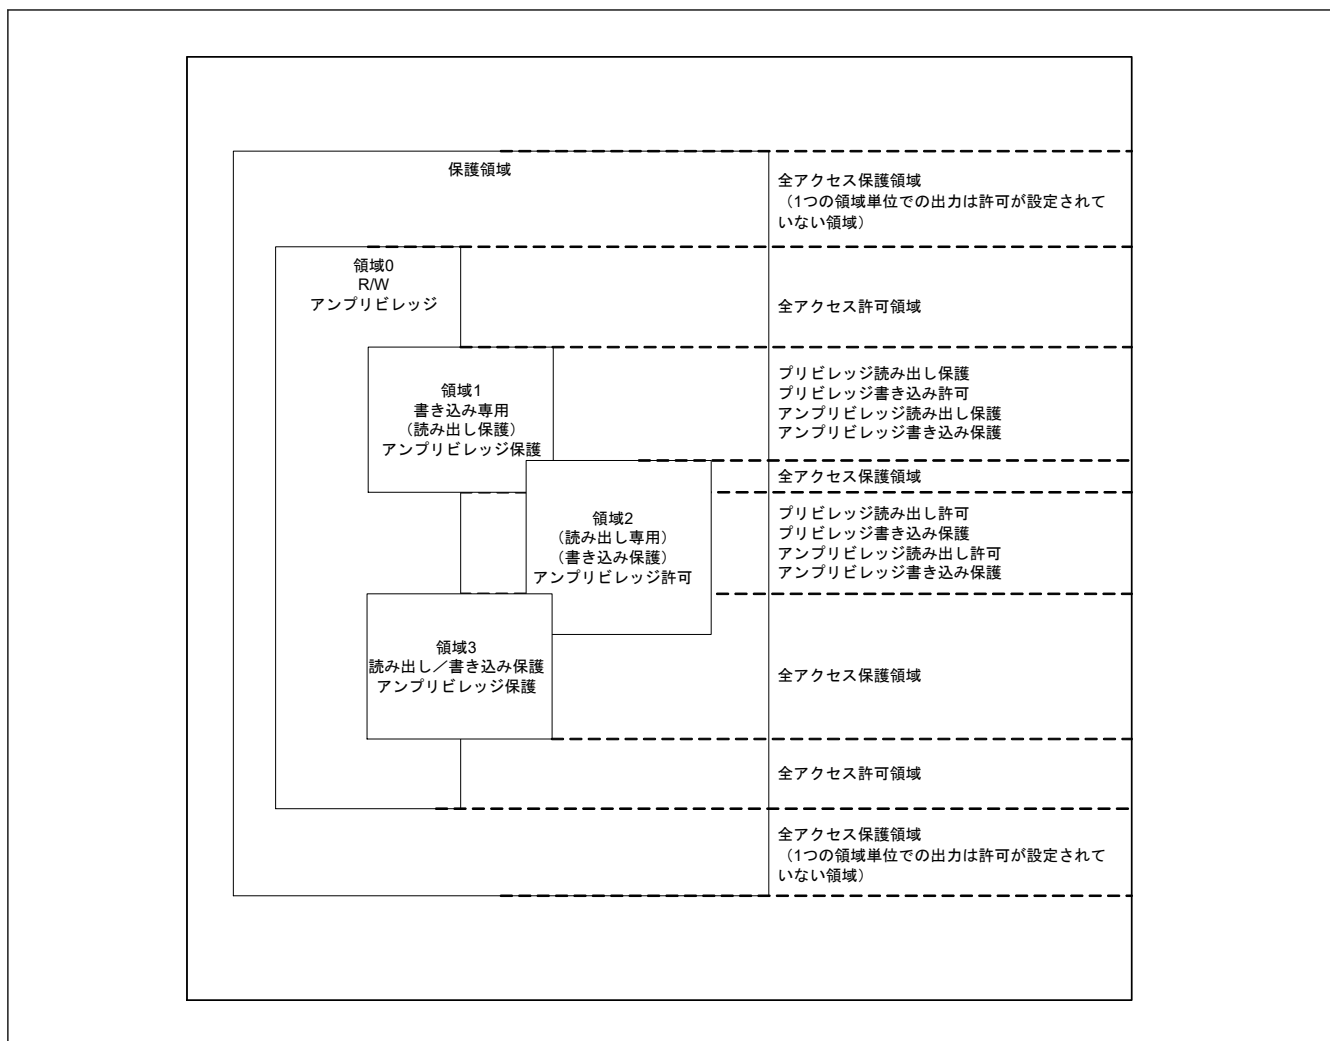 保護領域
全アクセス保護領域
（1つの領域単位での出力は許可が設定されて
いない領域）
領域0
R/W
アンプリビレッジ
全アクセス許可領域
領域1
書き込み専用
（読み出し保護）
アンプリビレッジ保護
プリビレッジ読み出し保護
プリビレッジ書き込み許可
アンプリビレッジ読み出し保護
アンプリビレッジ書き込み保護
全アクセス保護領域
領域2
（読み出し専用）
（書き込み保護）
アンプリビレッジ許可
プリビレッジ読み出し許可
プリビレッジ書き込み保護
アンプリビレッジ読み出し許可
アンプリビレッジ書き込み保護
領域3
読み出し／書き込み保護
アンプリビレッジ保護
全アクセス保護領域
全アクセス許可領域
全アクセス保護領域
（1つの領域単位での出力は許可が設定されて
いない領域）